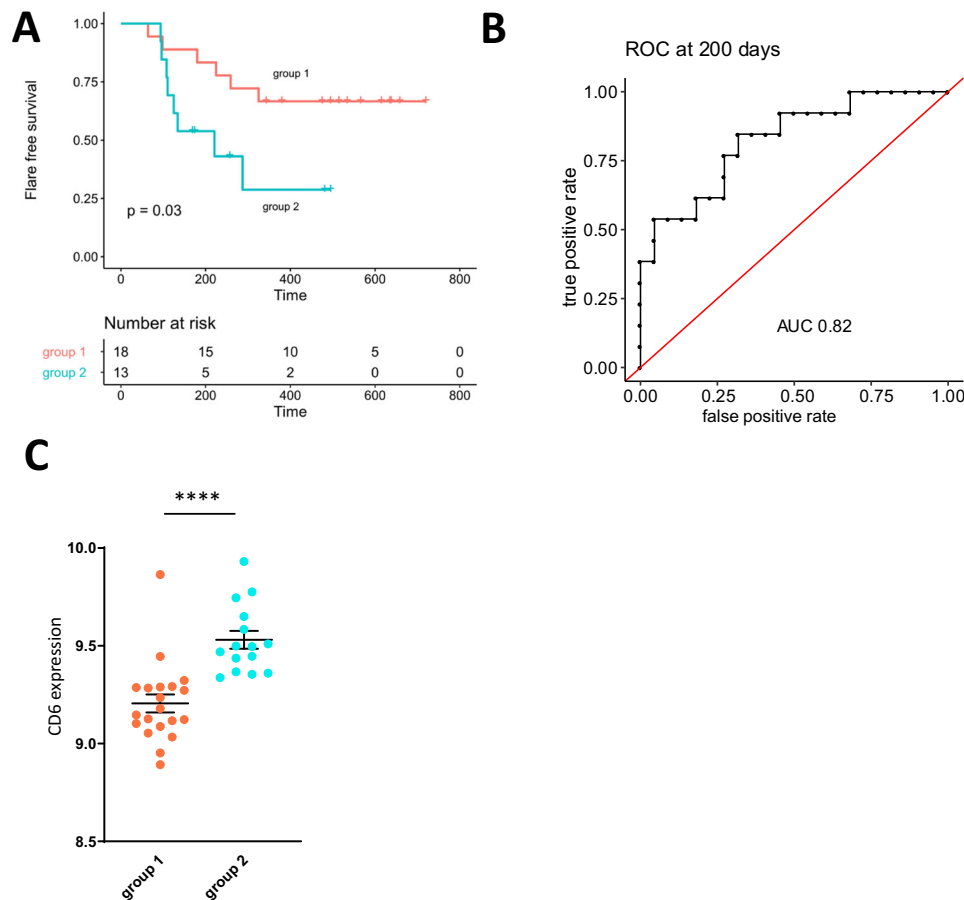 A
1.00
0.75
0.50
0.25
0.00
Flare free survival
group 1
group 2
p = 0.03
0 200 400 600 800
Time
Number at risk
group 1 18 15 10 5 0
group 2 13 5 2 0 0
0 200 400 600 800
Time
B
ROC at 200 days
1.00
0.75
0.50
0.25
0.00
true positive rate
AUC 0.82
0.00 0.25 0.50 0.75 1.00
false positive rate
C
****
10.0
9.5
9.0
8.5
CD6 expression
group 1
group 2